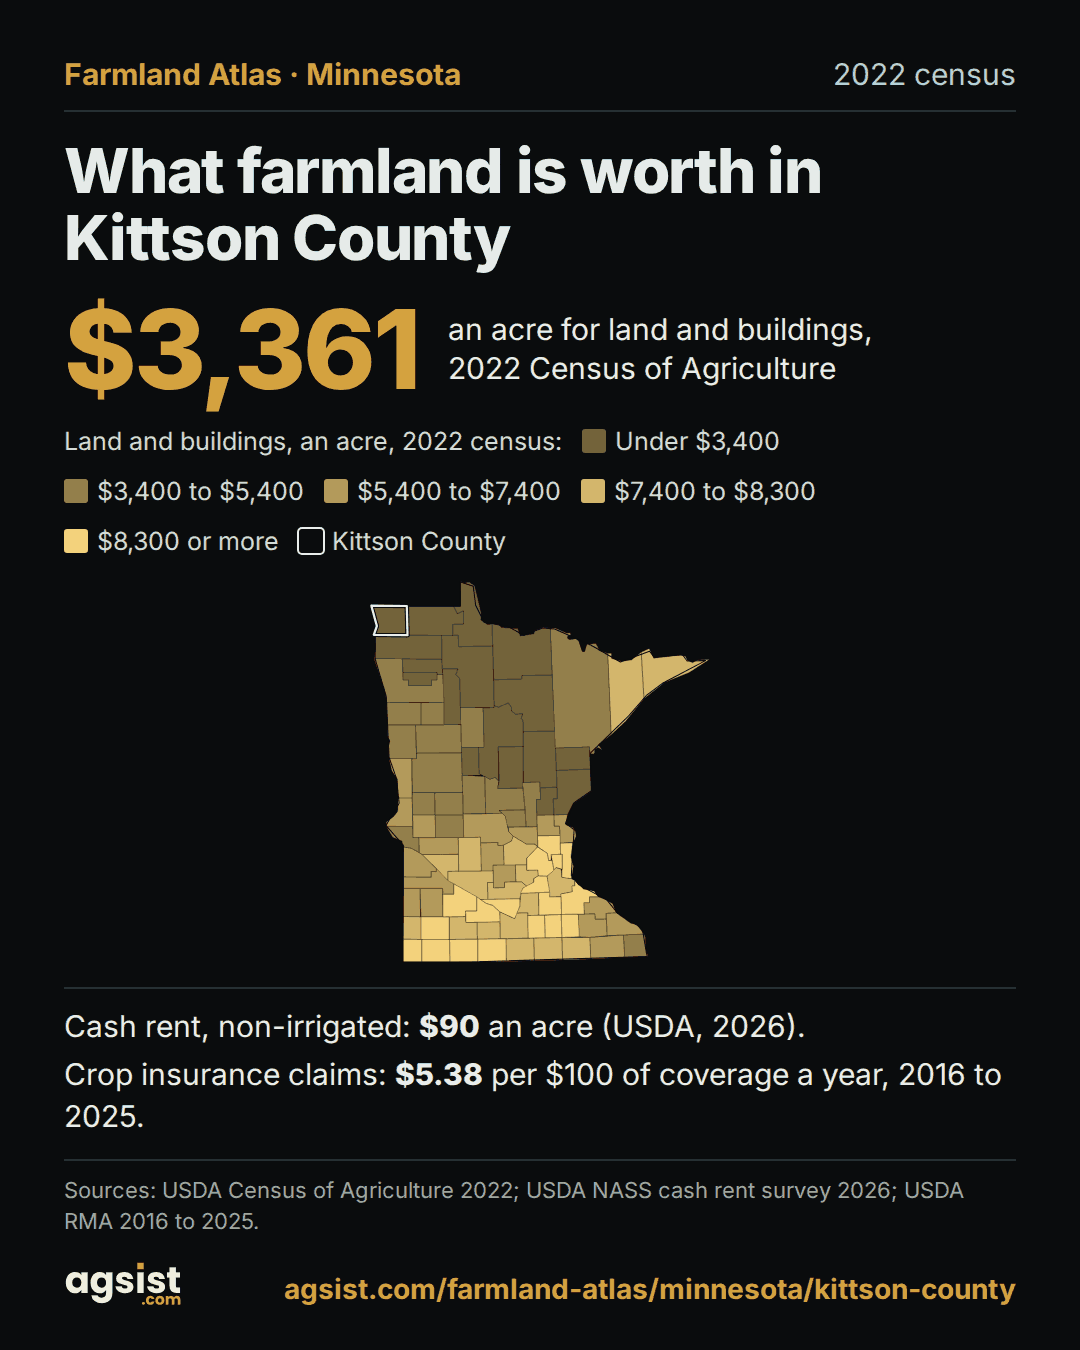 Farmland Atlas · Minnesota
2022 census
What farmland is worth in
Kittson County
$3,361
an acre for land and buildings,
2022 Census of Agriculture
Land and buildings, an acre, 2022 census: Under $3,400
$3,400 to $5,400 $5,400 to $7,400 $7,400 to $8,300
$8,300 or more Kittson County
Cash rent, non-irrigated: $90 an acre (USDA, 2026).
Crop insurance claims: $5.38 per $100 of coverage a year, 2016 to
2025.
Sources: USDA Census of Agriculture 2022; USDA NASS cash rent survey 2026; USDA
RMA 2016 to 2025.
agsist
.com
agsist.com/farmland-atlas/minnesota/kittson-county